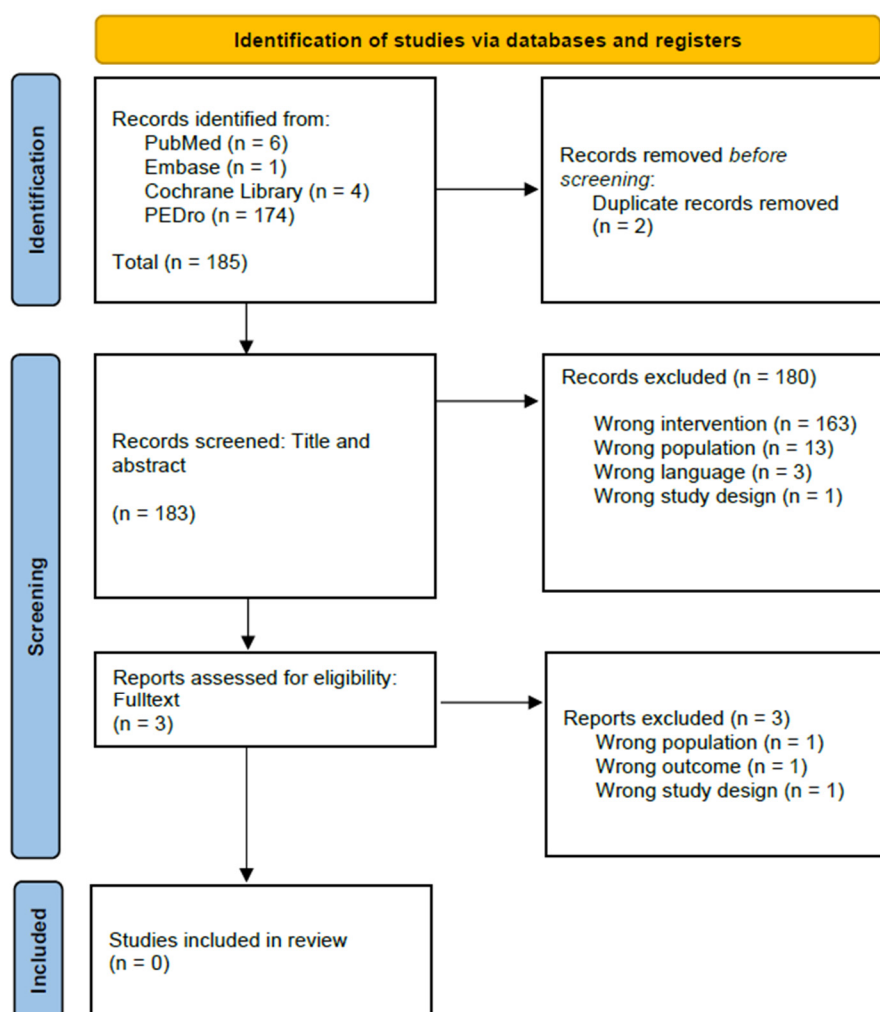 Identification of studies via databases and registers
Identification
Records identified from:
PubMed (n = 6)
Embase (n = 1)
Cochrane Library (n = 4)
PEDro (n = 174)
Total (n = 185)
Records removed before
screening:
Duplicate records removed
(n = 2)
Screening
Records screened: Title and
abstract
(n = 183)
Records excluded (n = 180)
Wrong intervention (n = 163)
Wrong population (n = 13)
Wrong language (n = 3)
Wrong study design (n = 1)
Reports assessed for eligibility:
Fulltext
(n = 3)
Reports excluded (n = 3)
Wrong population (n = 1)
Wrong outcome (n = 1)
Wrong study design (n = 1)
Included
Studies included in review
(n = 0)